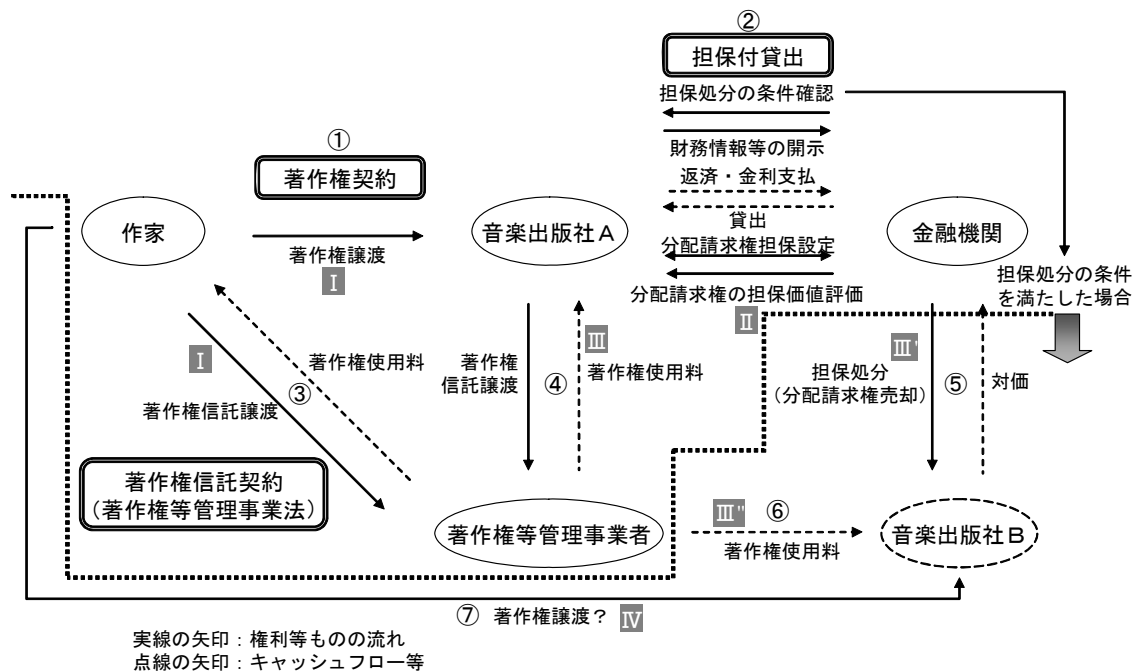 ②
担保付貸出
担保処分の条件確認
財務情報等の開示
返済・金利支払
貸出
分配請求権担保設定
分配請求権の担保価値評価
Ⅱ
①
著作権契約
作家
著作権譲渡
Ⅰ
音楽出版社A
金融機関
担保処分の条件
を満たした場合
Ⅰ
著作権使用料
③
著作権信託譲渡
著作権
信託譲渡
④
Ⅲ
著作権使用料
Ⅲ'
担保処分
(分配請求権売却)
⑤
対価
著作権信託契約
(著作権等管理事業法)
著作権等管理事業者
Ⅲ"
⑥
著作権使用料
音楽出版社B
⑦ 著作権譲渡? Ⅳ
実線の矢印:権利等ものの流れ
点線の矢印:キャッシュフロー等